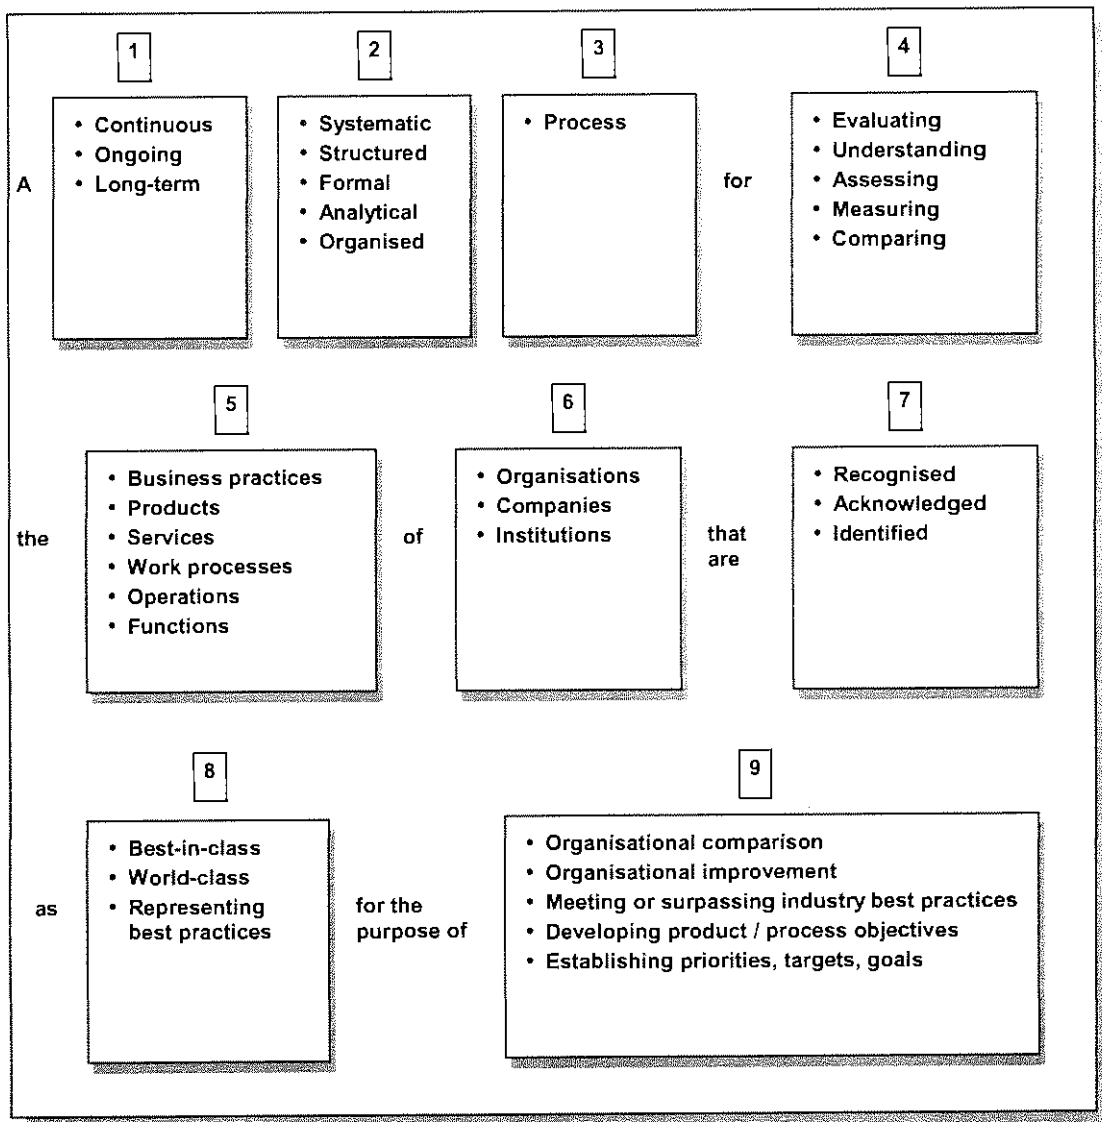 1
2
3
4
A
• Continuous
• Ongoing
• Long-term
• Systematic
• Structured
• Formal
• Analytical
• Organised
• Process
for
• Evaluating
• Understanding
• Assessing
• Measuring
• Comparing
5
6
7
the
• Business practices
• Products
• Services
• Work processes
• Operations
• Functions
of
• Organisations
• Companies
• Institutions
that
are
• Recognised
• Acknowledged
• Identified
8
9
as
• Best-in-class
• World-class
• Representing
best practices
for the
purpose of
• Organisational comparison
• Organisational improvement
• Meeting or surpassing industry best practices
• Developing product / process objectives
• Establishing priorities, targets, goals